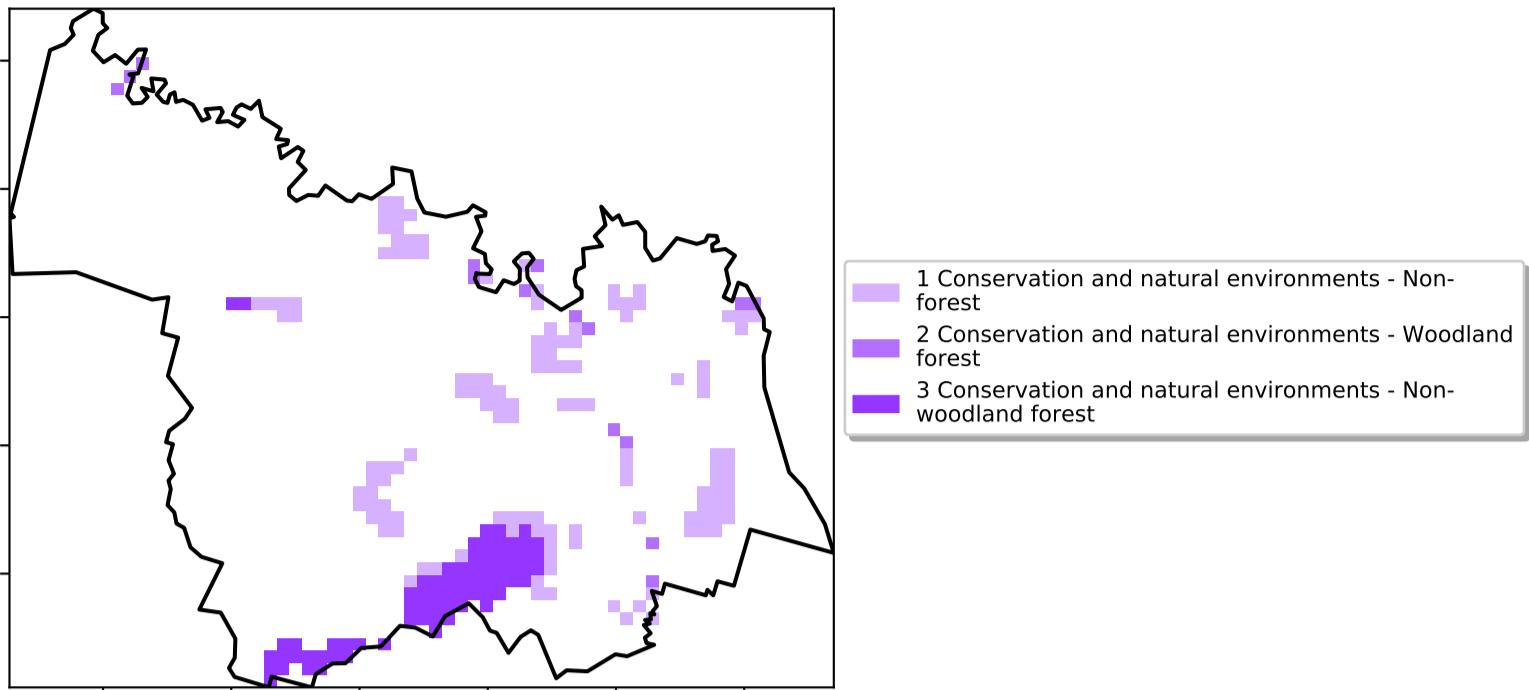 1 Conservation and natural environments - Non-
forest
2 Conservation and natural environments - Woodland
forest
3 Conservation and natural environments - Non-
woodland forest